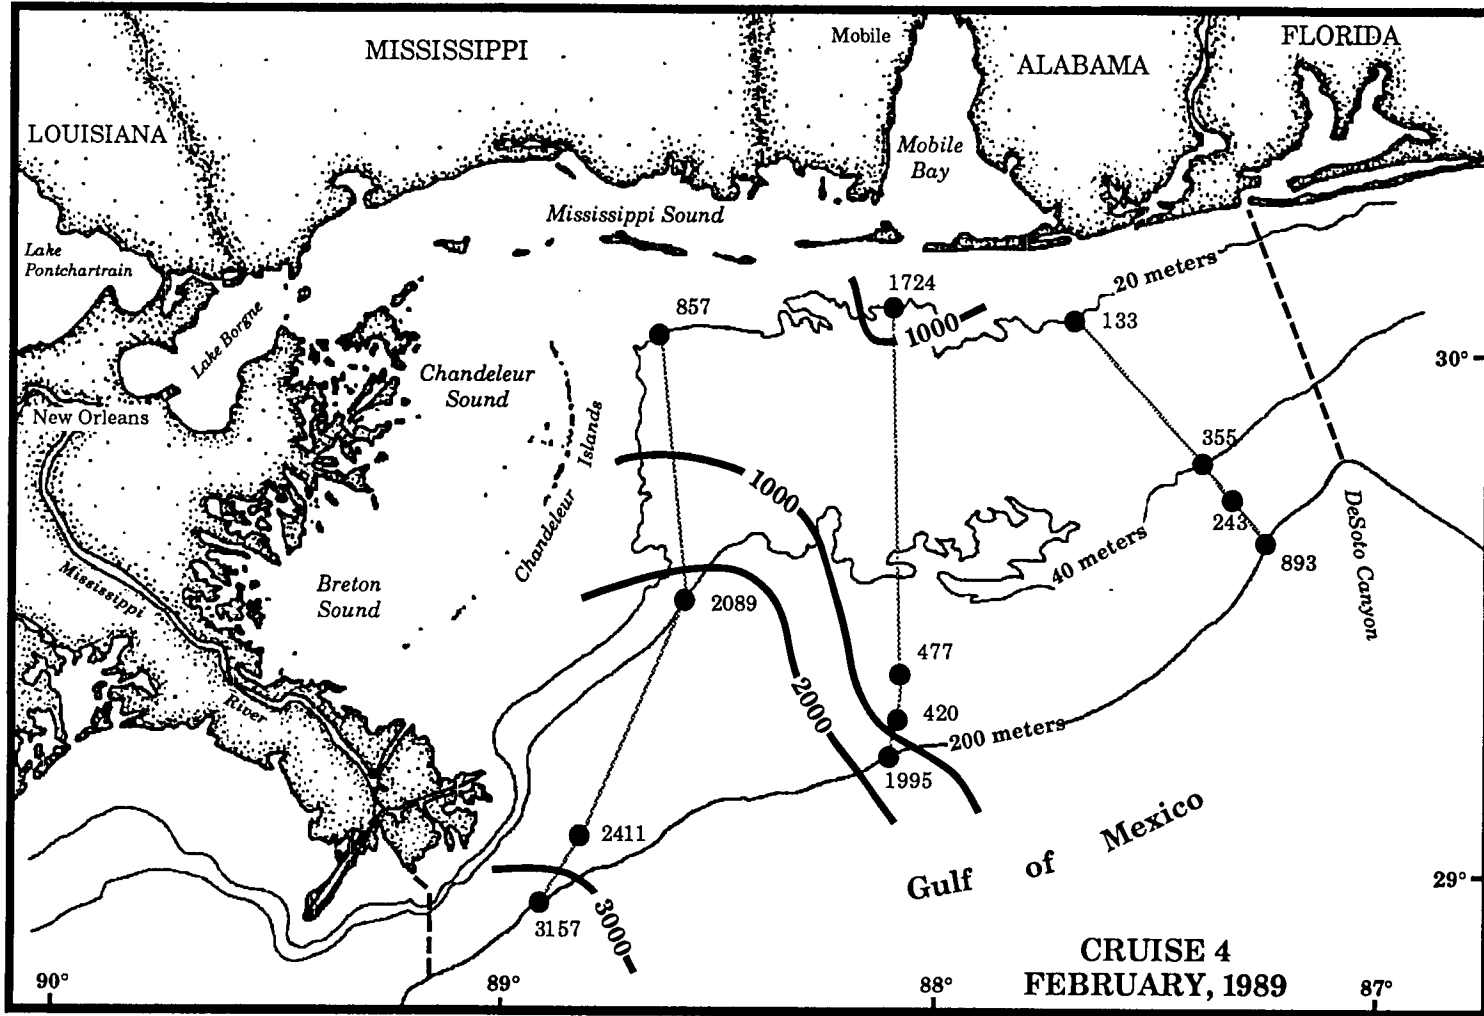 MISSISSIPPI
Mobile
FLORIDA
ALABAMA
LOUISIANA
Mobile
Bay
Mississippi Sound
Lake
Pontchartrain
20 meters
1724
857
133
1000
Lake Borgne
30°
Chandeleur
Sound
New Orleans
Chandeleur Islands
355
1000
243
DeSoto Canyon
893
40 meters
Mississippi River
Breton
Sound
2089
477
2000
420
200 meters
1995
2411
Gulf of Mexico
29°
3157
3000
CRUISE 4
FEBRUARY, 1989
90°
89°
88°
87°